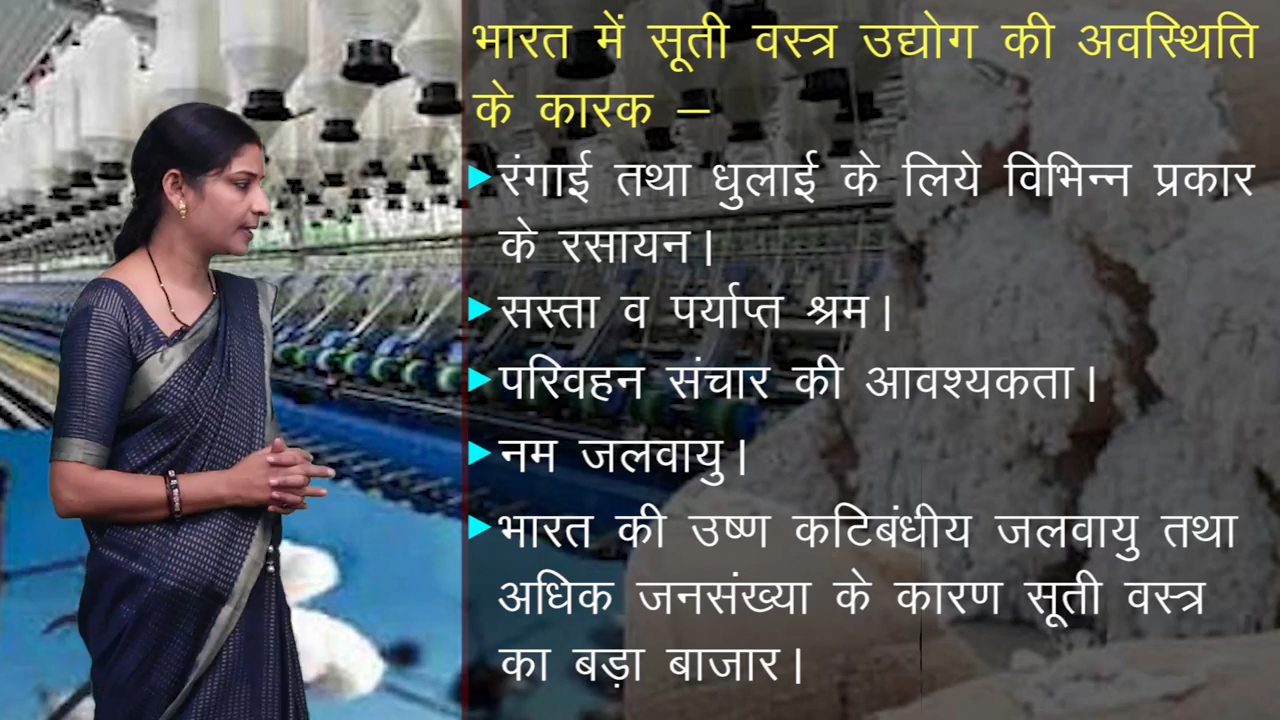 भारत में सूती वस्त्र उद्योग की अवस्थिति
के कारक –
रंगाई तथा धुलाई के लिये विभिन्न प्रकार
के रसायन।
सस्ता व पर्याप्त श्रम।
परिवहन संचार की आवश्यकता।
नम जलवायु।
भारत की उष्ण कटिबंधीय जलवायु तथा
अधिक जनसंख्या के कारण सूती वस्त्र
का बड़ा बाजार।